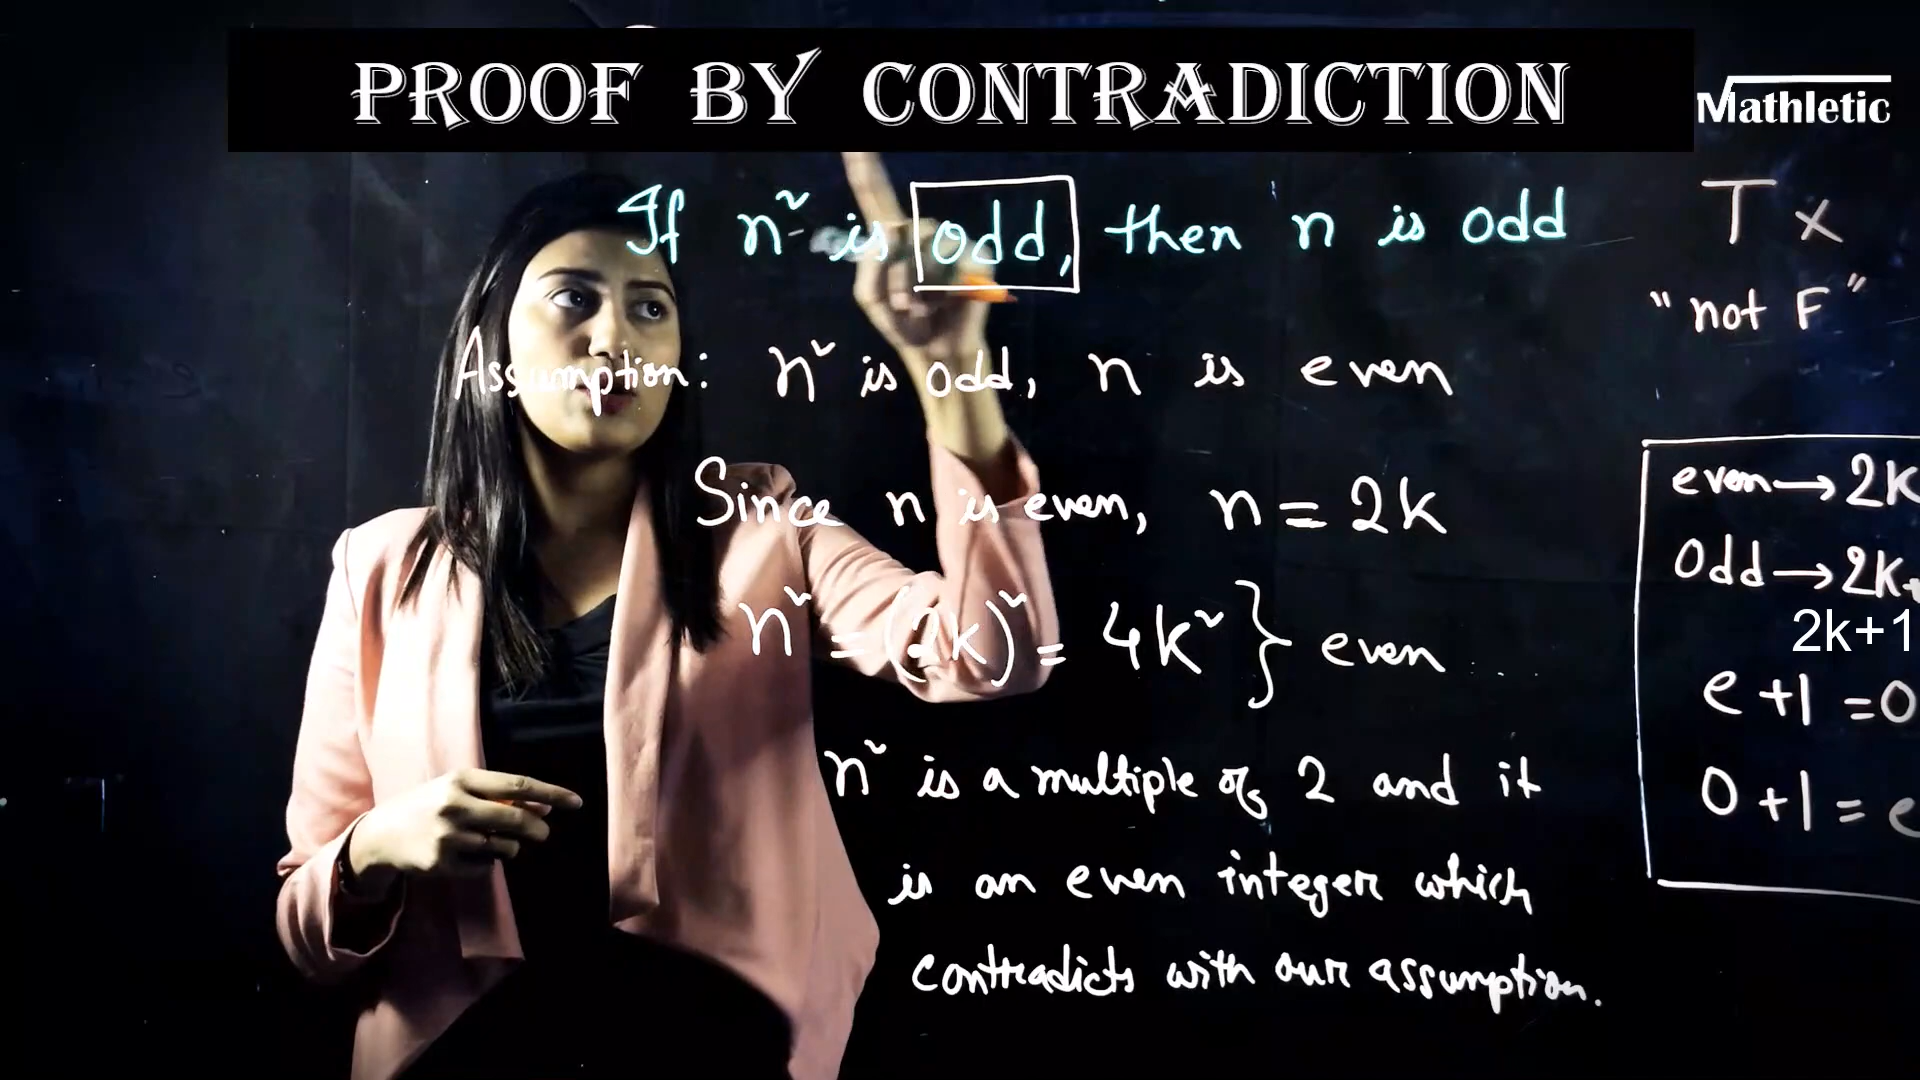 PROOF BY CONTRADICTION
Mathletic
If n² is odd, then n is odd
T x
"not F"
Assumption: n² is odd, n is even
Since n is even, n = 2k
n² = (2k)² = 4k² } even
n² is a multiple of 2 and it
is an even integer which
contradicts with our assumption.
even → 2K
odd → 2K+
2k+1
e +1 = 0
0 +1 = e